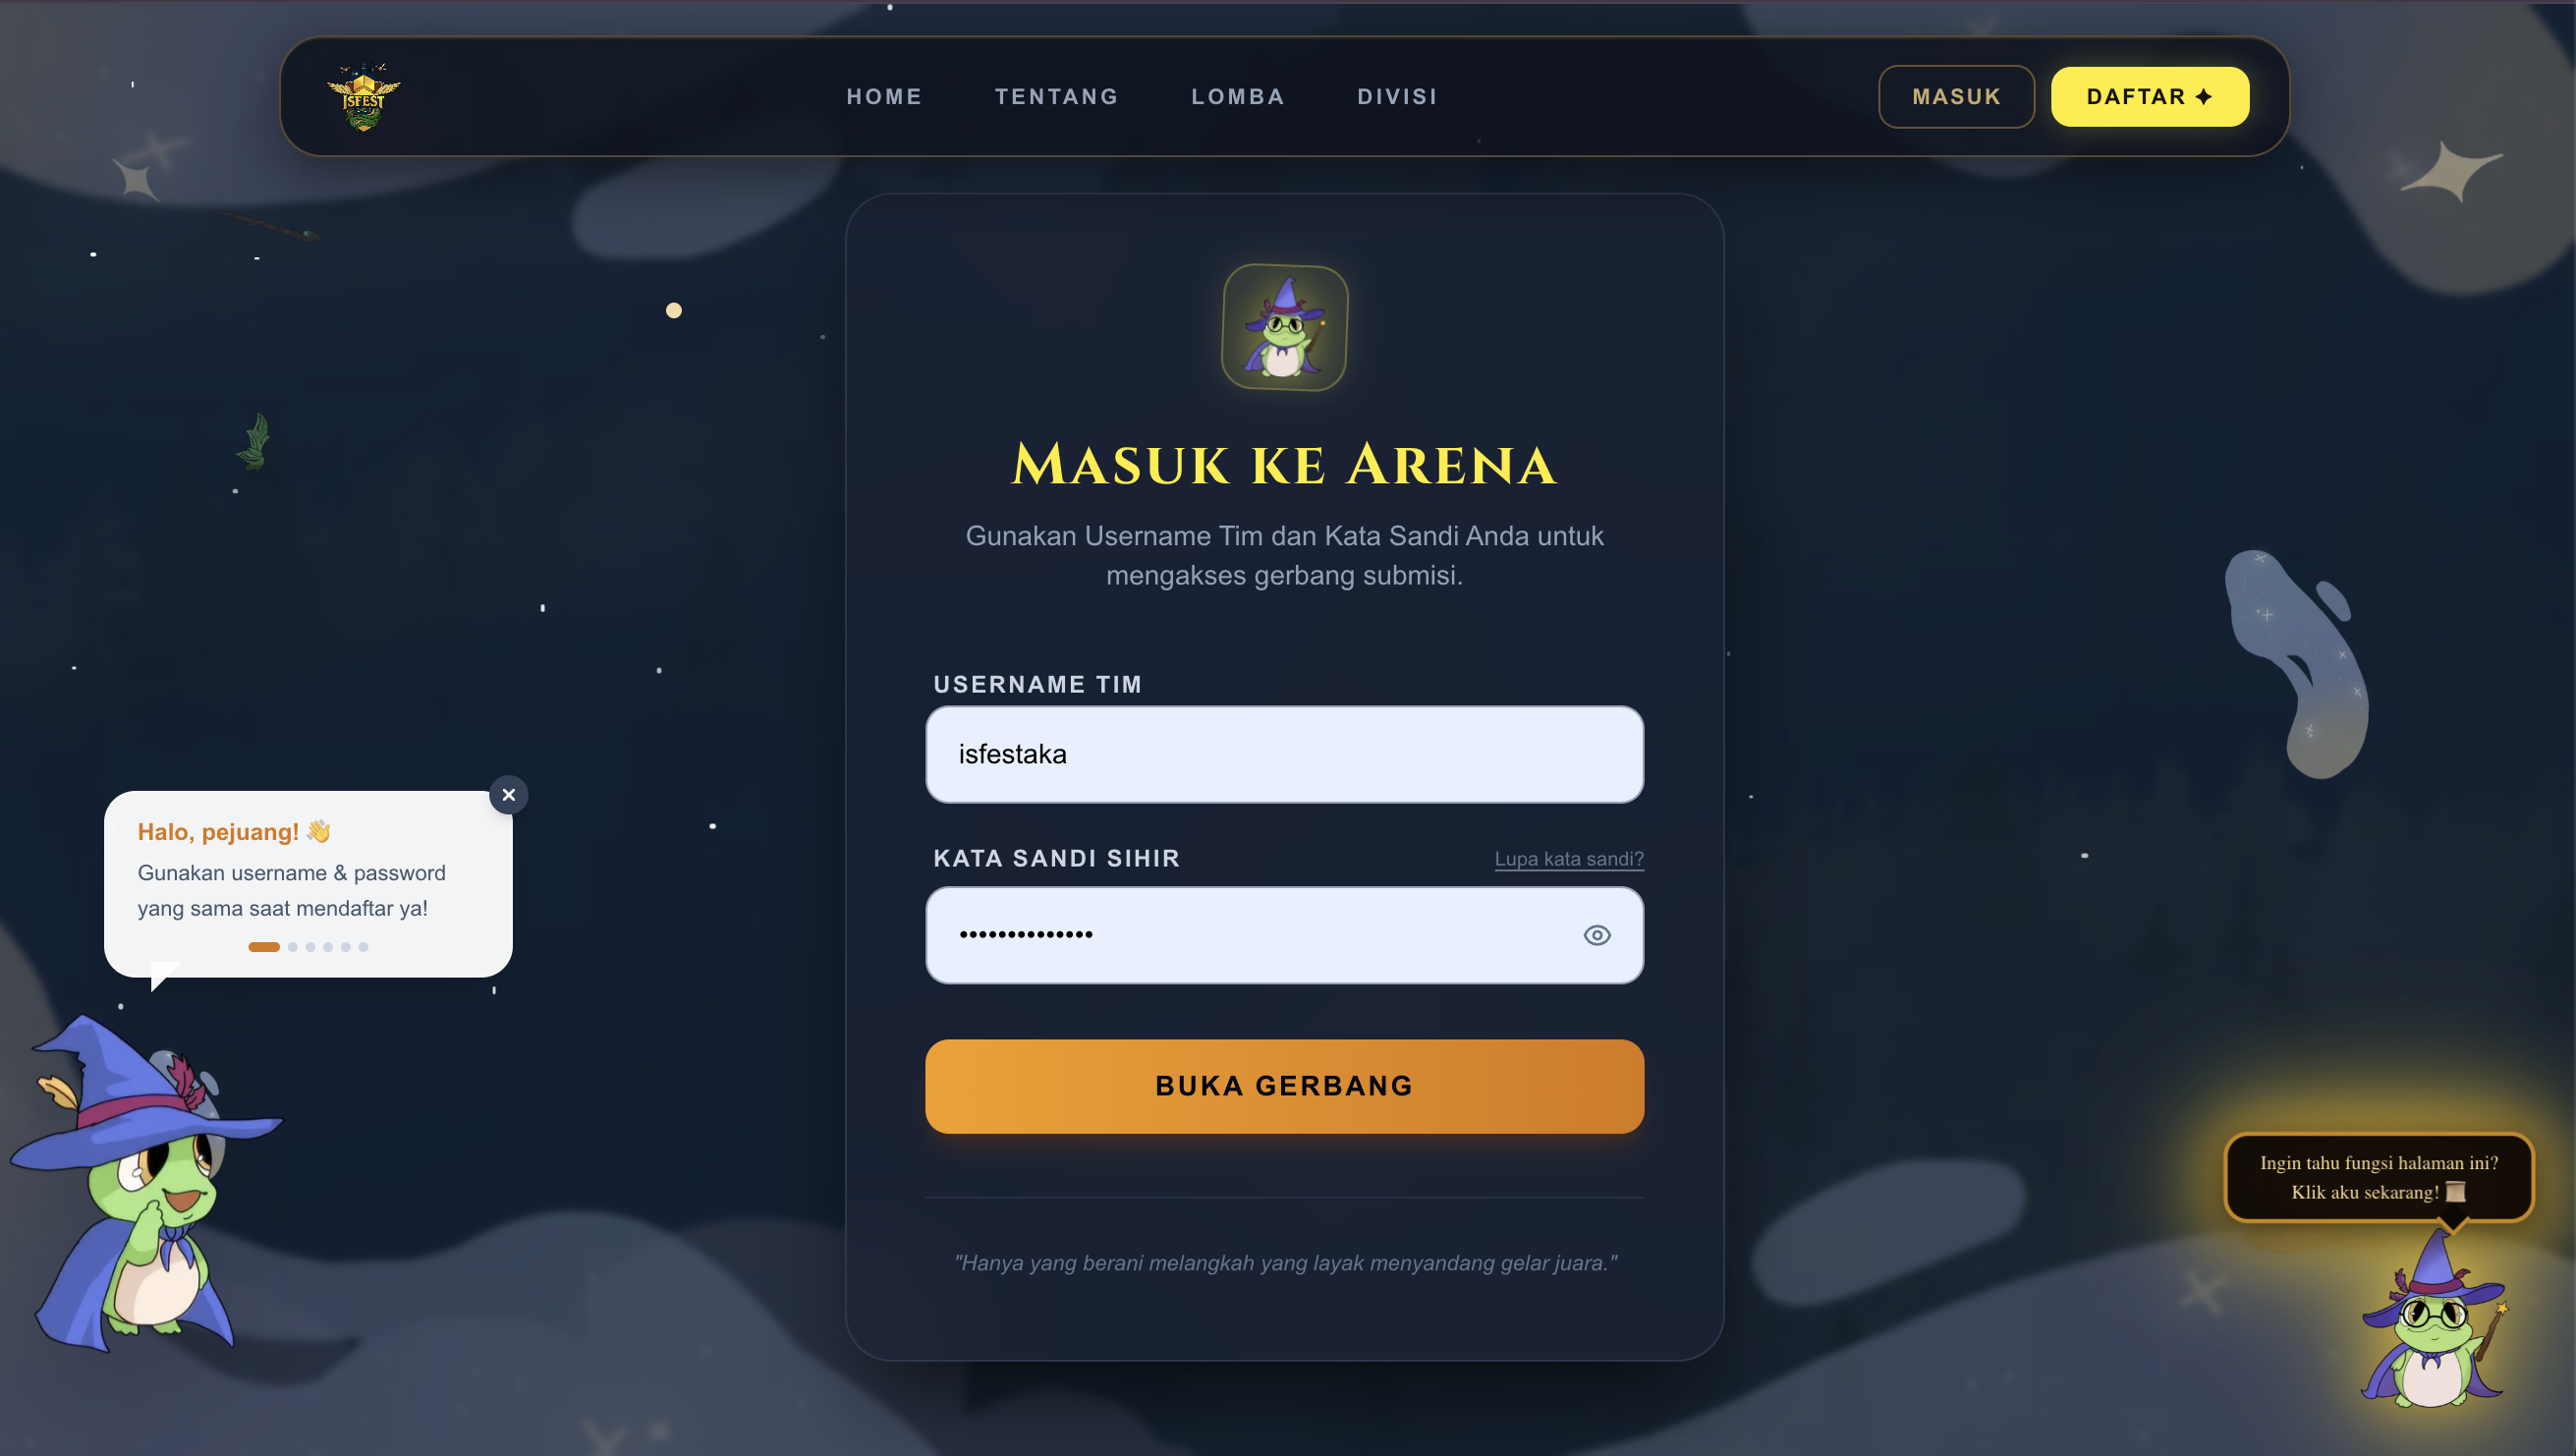 ISFEST
HOME
TENTANG
LOMBA
DIVISI
MASUK
DAFTAR ✦
Masuk ke Arena
Gunakan Username Tim dan Kata Sandi Anda untuk
mengakses gerbang submisi.
USERNAME TIM
isfestaka
KATA SANDI SIHIR
Lupa kata sandi?
••••••••••••••
BUKA GERBANG
"Hanya yang berani melangkah yang layak menyandang gelar juara."
Halo, pejuang! 👋
Gunakan username & password
yang sama saat mendaftar ya!
Ingin tahu fungsi halaman ini?
Klik aku sekarang! 📜